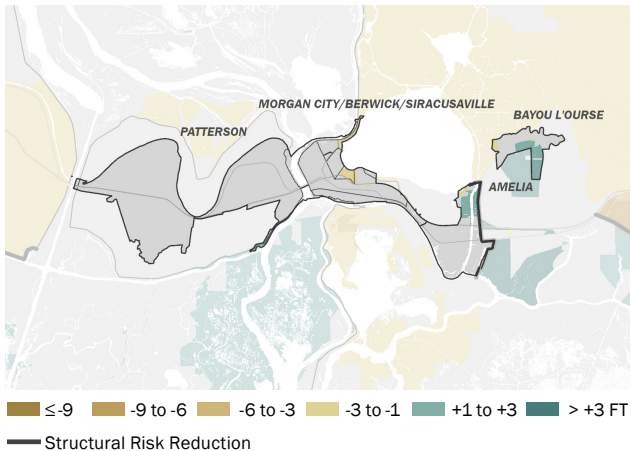 MORGAN CITY/BERWICK/SIRACUSAVILLE
BAYOU L'OURSE
PATTERSON
AMELIA
≤ -9 -9 to -6 -6 to -3 -3 to -1 +1 to +3 > +3 FT
Structural Risk Reduction